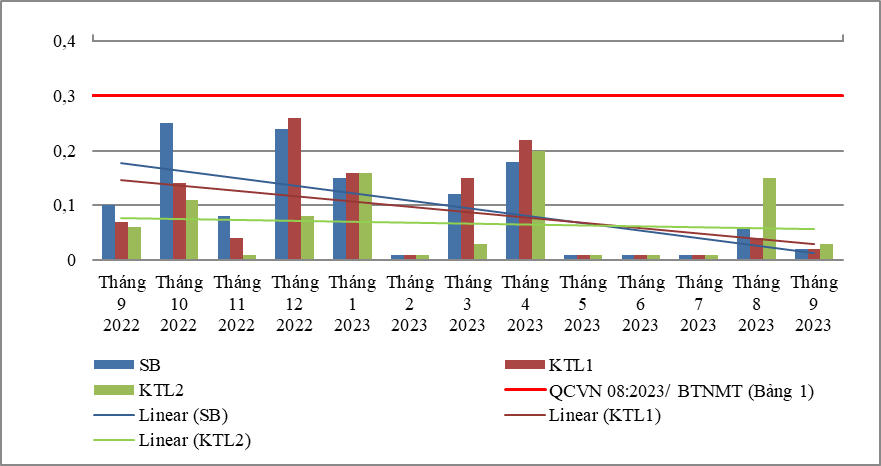 0,4
0,3
0,2
0,1
0
Tháng 9 2022
Tháng 10 2022
Tháng 11 2022
Tháng 12 2022
Tháng 1 2023
Tháng 2 2023
Tháng 3 2023
Tháng 4 2023
Tháng 5 2023
Tháng 6 2023
Tháng 7 2023
Tháng 8 2023
Tháng 9 2023
SB
KTL1
KTL2
QCVN 08:2023/ BTNMT (Bảng 1)
Linear (SB)
Linear (KTL1)
Linear (KTL2)